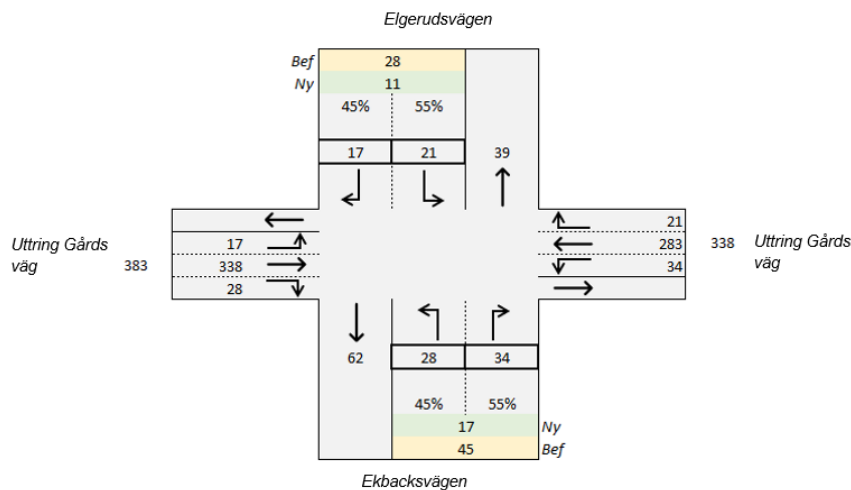 Elgerudsvägen
Bef 28
Ny 11
45% 55%
17 21 39
21
Uttring Gårds
väg
17
283
338
Uttring Gårds
väg
383
338
34
28
62 28 34
45% 55%
17 Ny
45 Bef
Ekbacksvägen